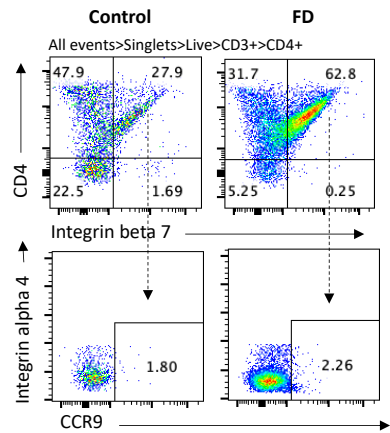 Control FD
All events>Singlets>Live>CD3+>CD4+
47.9 27.9 31.7 62.8
CD4
22.5 1.69 5.25 0.25
Integrin beta 7
Integrin alpha 4
1.80 2.26
CCR9